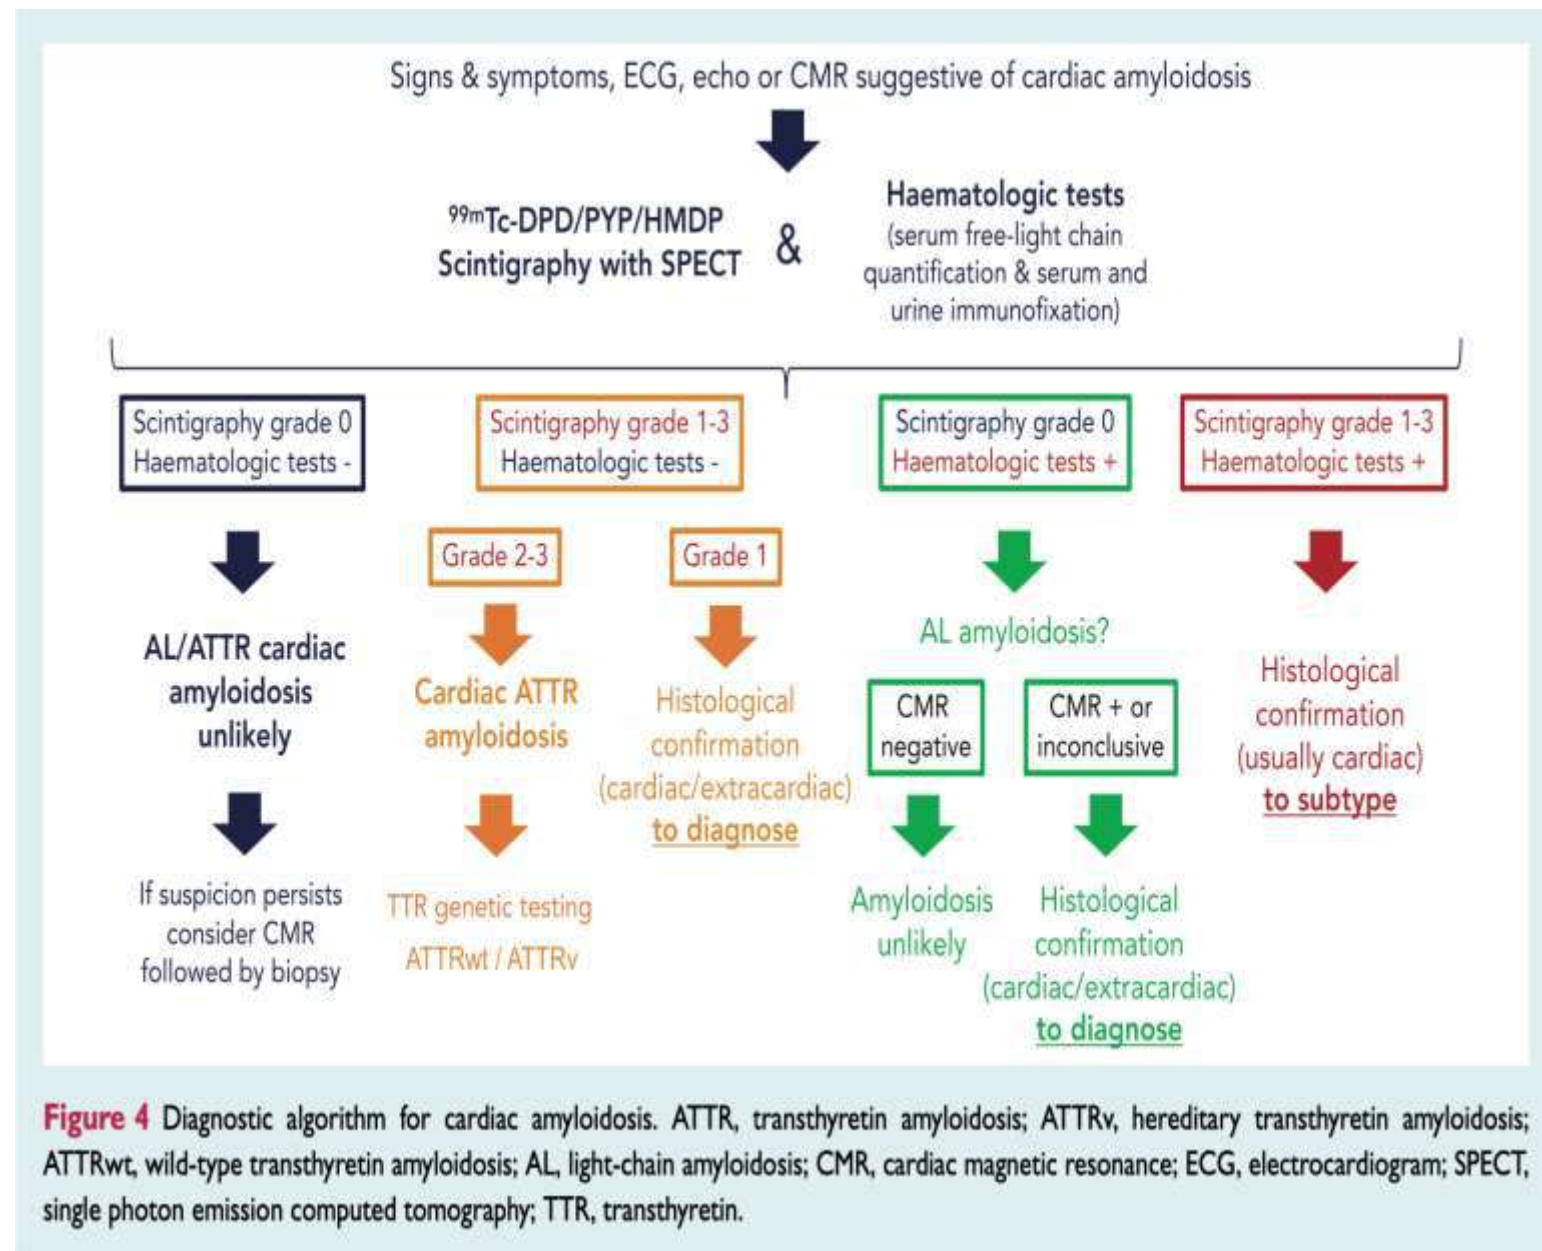 Signs & symptoms, ECG, echo or CMR suggestive of cardiac amyloidosis
99mTc-DPD/PYP/HMDP
Scintigraphy with SPECT
&
Haematologic tests
(serum free-light chain
quantification & serum and
urine immunofixation)
Scintigraphy grade 0
Haematologic tests -
Scintigraphy grade 1-3
Haematologic tests -
Scintigraphy grade 0
Haematologic tests +
Scintigraphy grade 1-3
Haematologic tests +
AL/ATTR cardiac
amyloidosis
unlikely
If suspicion persists
consider CMR
followed by biopsy
Grade 2-3
Cardiac ATTR
amyloidosis
TTR genetic testing
ATTRwt / ATTRv
Grade 1
Histological
confirmation
(cardiac/extracardiac)
to diagnose
AL amyloidosis?
CMR
negative
Amyloidosis
unlikely
CMR + or
inconclusive
Histological
confirmation
(cardiac/extracardiac)
to diagnose
Histological
confirmation
(usually cardiac)
to subtype
Figure 4 Diagnostic algorithm for cardiac amyloidosis. ATTR, transthyretin amyloidosis; ATTRv, hereditary transthyretin amyloidosis;
ATTRwt, wild-type transthyretin amyloidosis; AL, light-chain amyloidosis; CMR, cardiac magnetic resonance; ECG, electrocardiogram; SPECT,
single photon emission computed tomography; TTR, transthyretin.